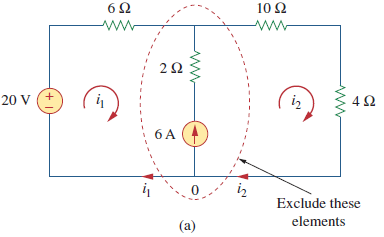 6 Ω 10 Ω
2 Ω
20 V + − i₁ i₂ 4 Ω
6 A
i₁ 0 i₂
Exclude these
elements
(a)